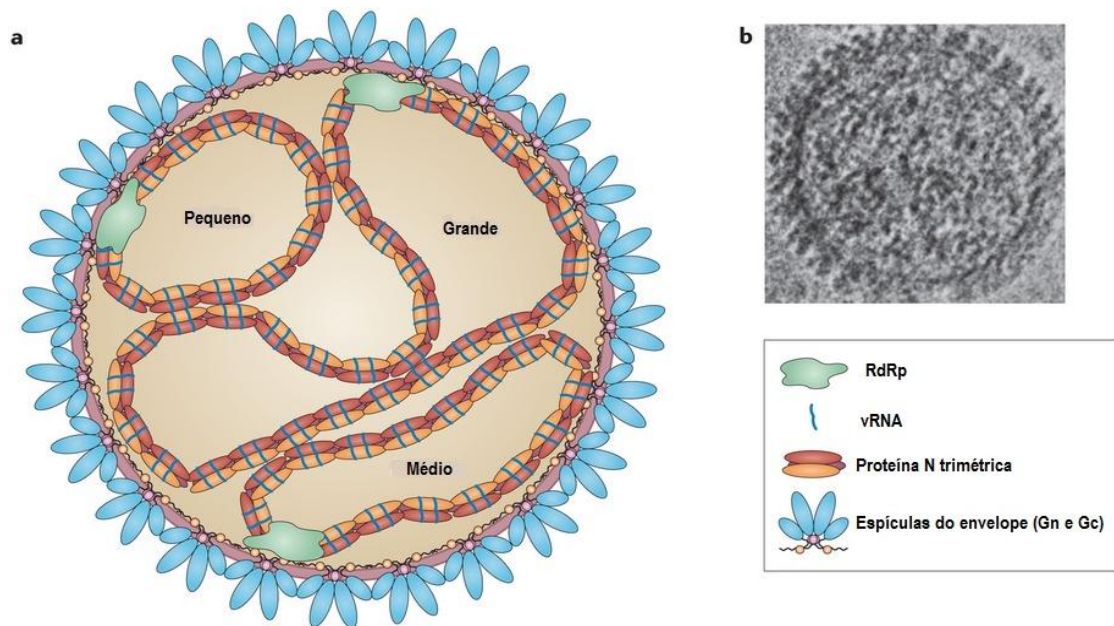 a
b
Pequeno
Grande
Médio
RdRp
vRNA
Proteína N trimétrica
Espículas do envelope (Gn e Gc)